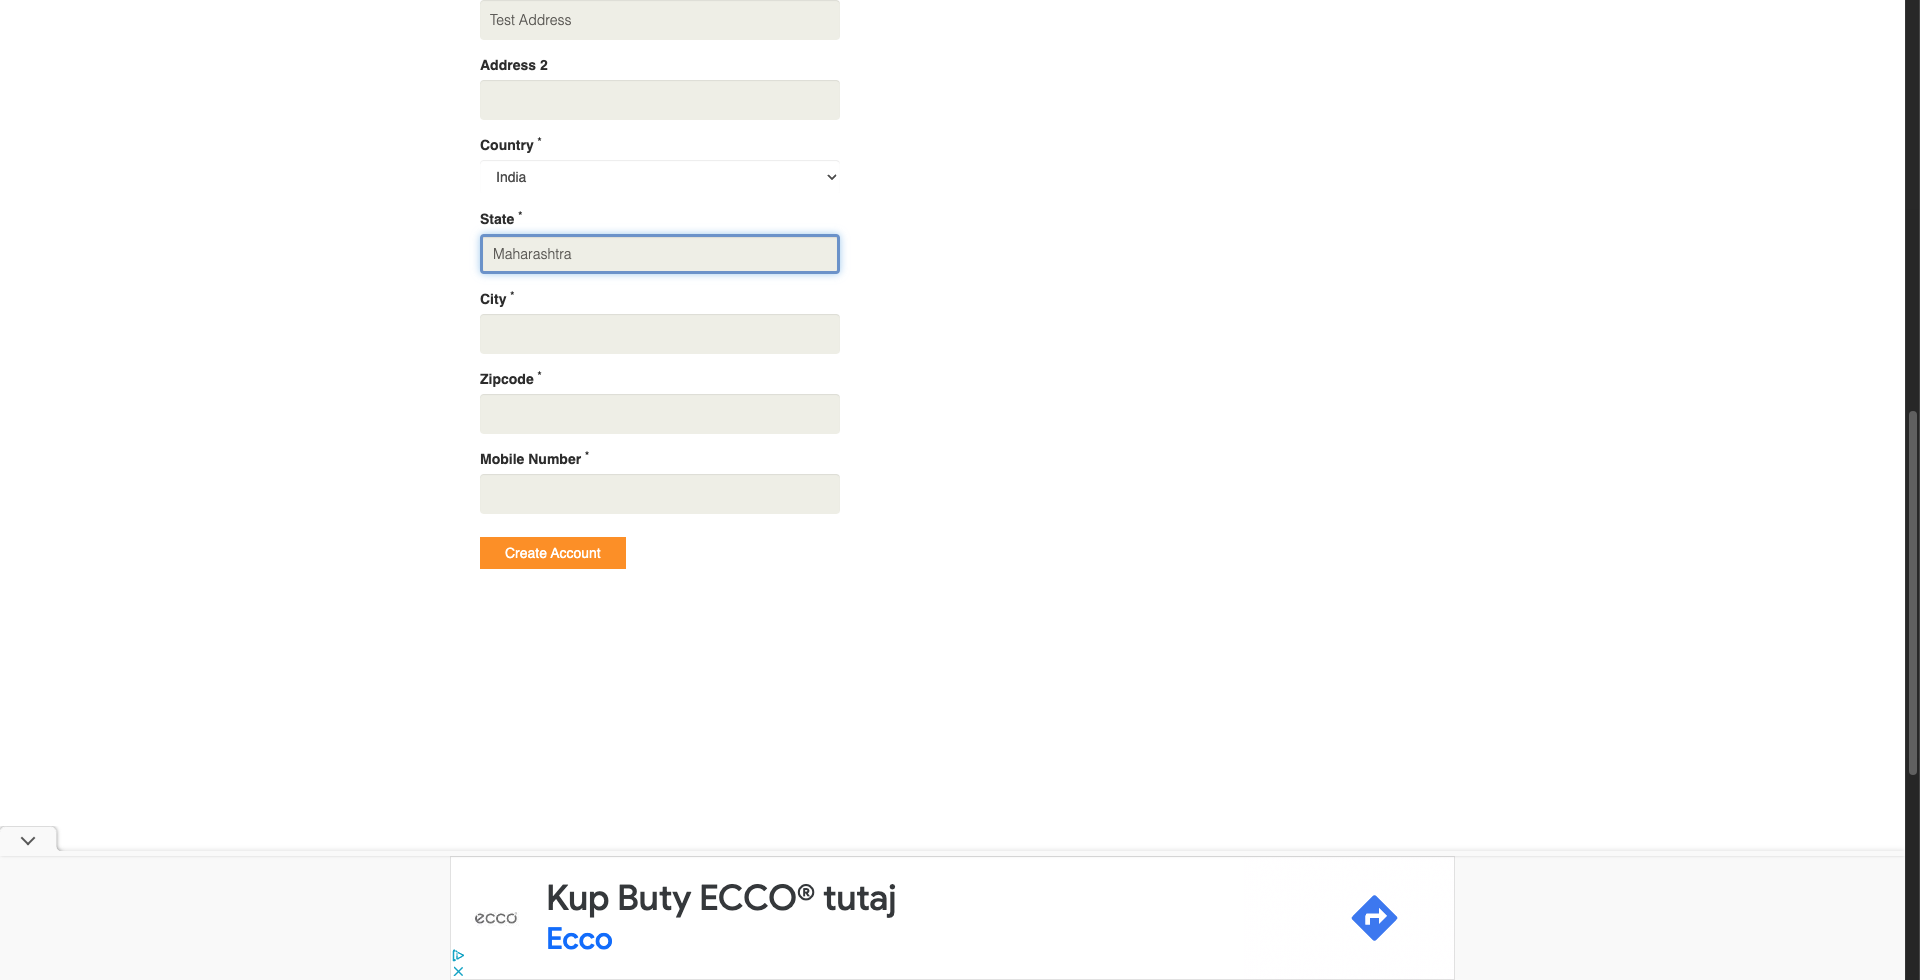 Test Address
Address 2
Country *
India
State *
Maharashtra
City *
Zipcode *
Mobile Number *
Create Account
ecco
Kup Buty ECCO® tutaj
Ecco